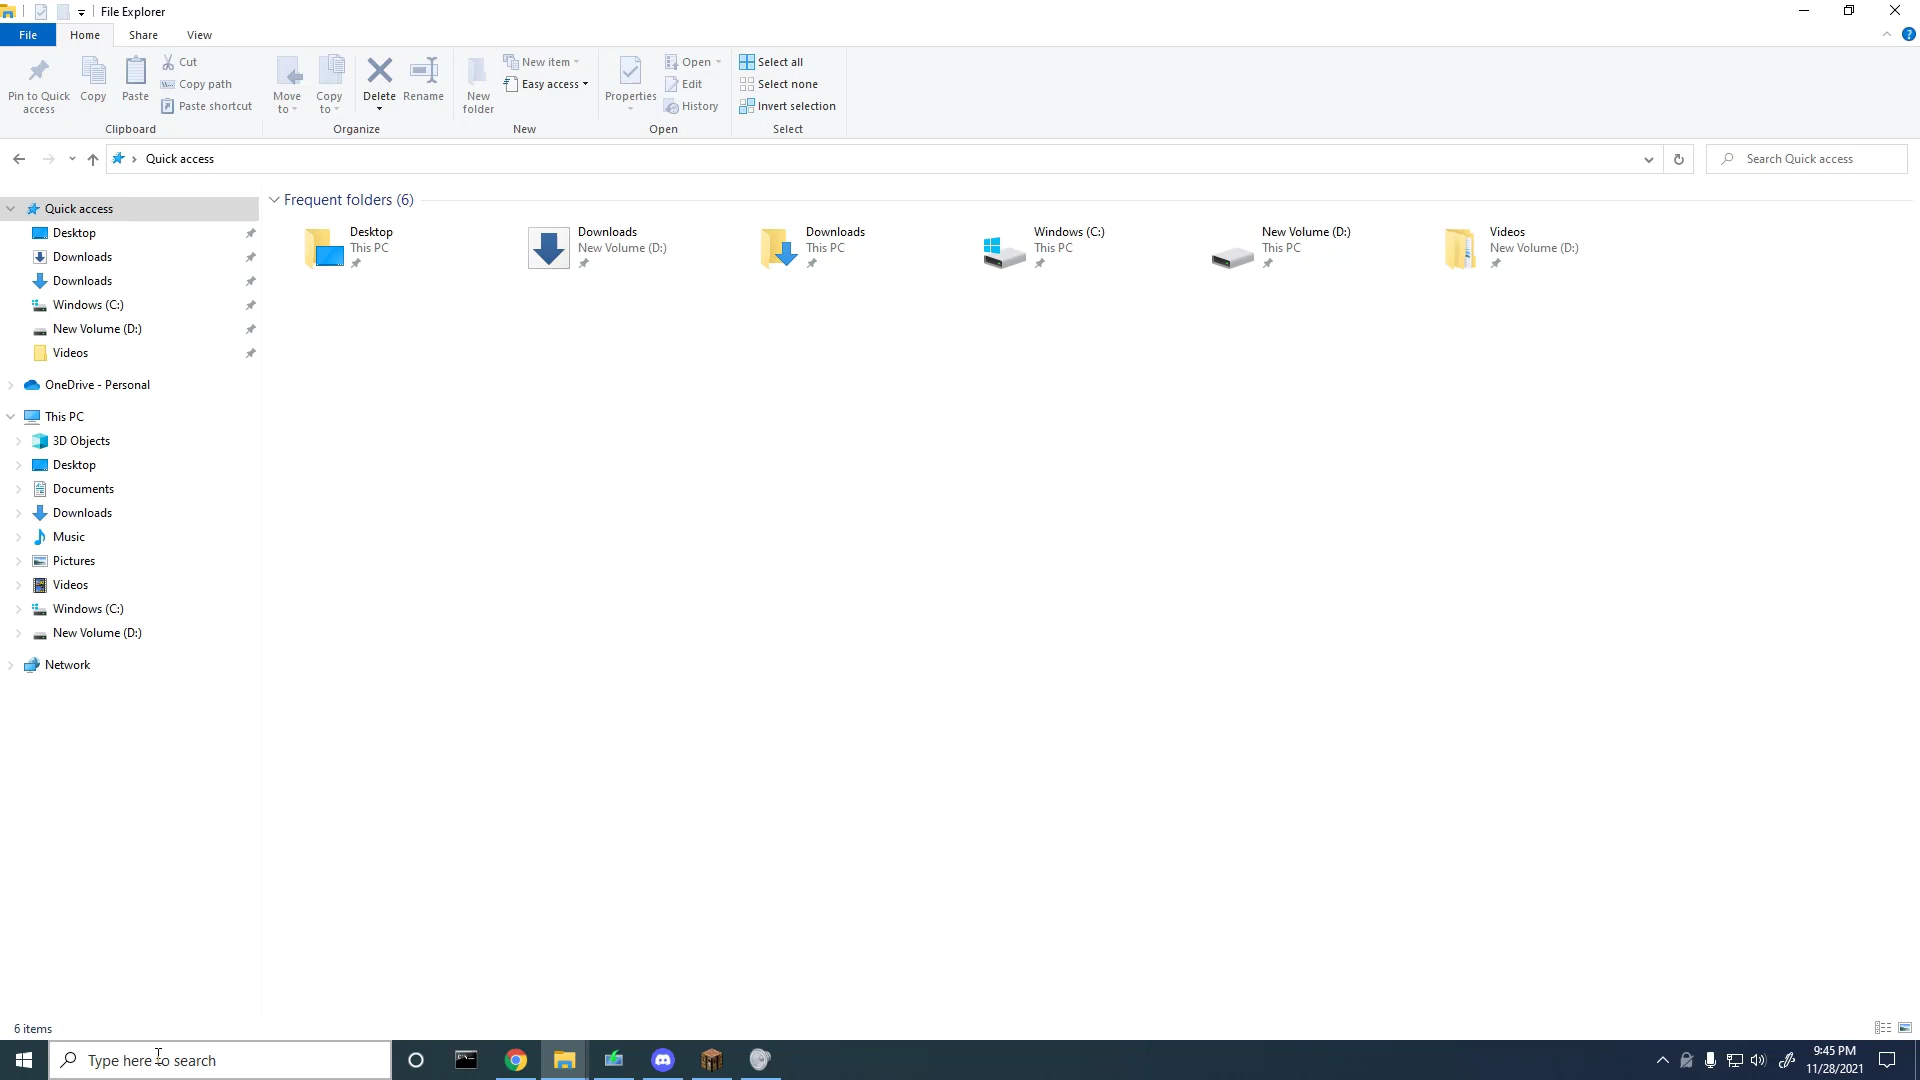 File Explorer
File Home Share View
Pin to Quick access
Copy
Paste
Cut
Copy path
Paste shortcut
Clipboard
Move to
Copy to
Delete
Rename
Organize
New folder
New item
Easy access
New
Properties
Open
Edit
History
Open
Select all
Select none
Invert selection
Select
Quick access
Search Quick access
Quick access
Desktop
Downloads
Downloads
Windows (C:)
New Volume (D:)
Videos
OneDrive - Personal
This PC
3D Objects
Desktop
Documents
Downloads
Music
Pictures
Videos
Windows (C:)
New Volume (D:)
Network
Frequent folders (6)
Desktop
This PC
Downloads
New Volume (D:)
Downloads
This PC
Windows (C:)
This PC
New Volume (D:)
This PC
Videos
New Volume (D:)
6 items
Type here to search
9:45 PM
11/28/2021